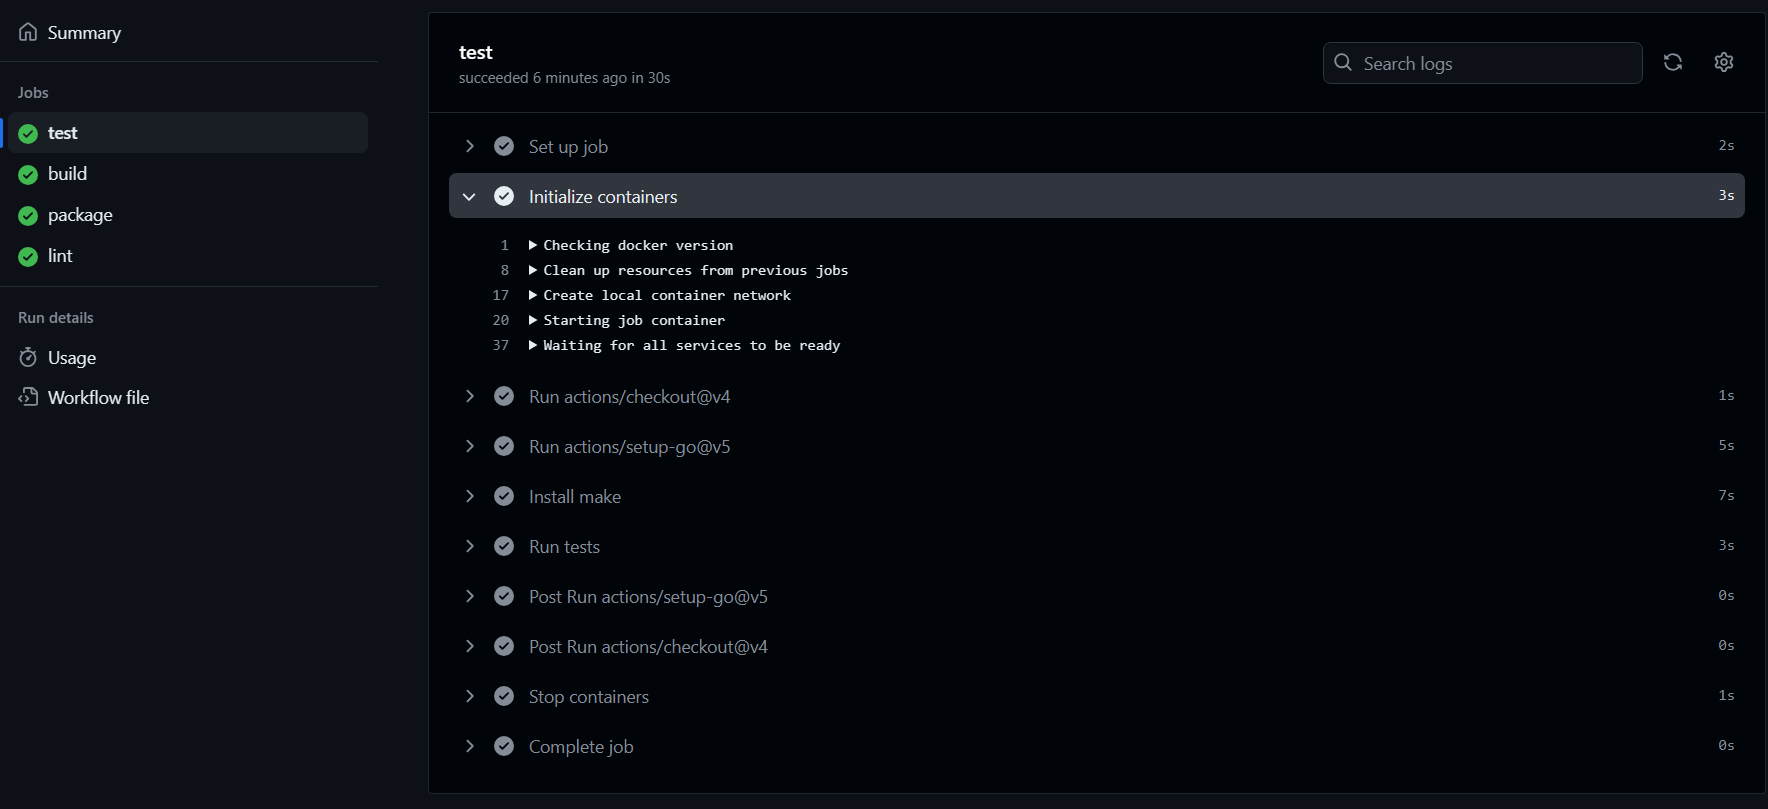 Summary
Jobs
test
build
package
lint
Run details
Usage
Workflow file
test
succeeded 6 minutes ago in 30s
Search logs
Set up job 2s
Initialize containers 3s
1 Checking docker version
8 Clean up resources from previous jobs
17 Create local container network
20 Starting job container
37 Waiting for all services to be ready
Run actions/checkout@v4 1s
Run actions/setup-go@v5 5s
Install make 7s
Run tests 3s
Post Run actions/setup-go@v5 0s
Post Run actions/checkout@v4 0s
Stop containers 1s
Complete job 0s